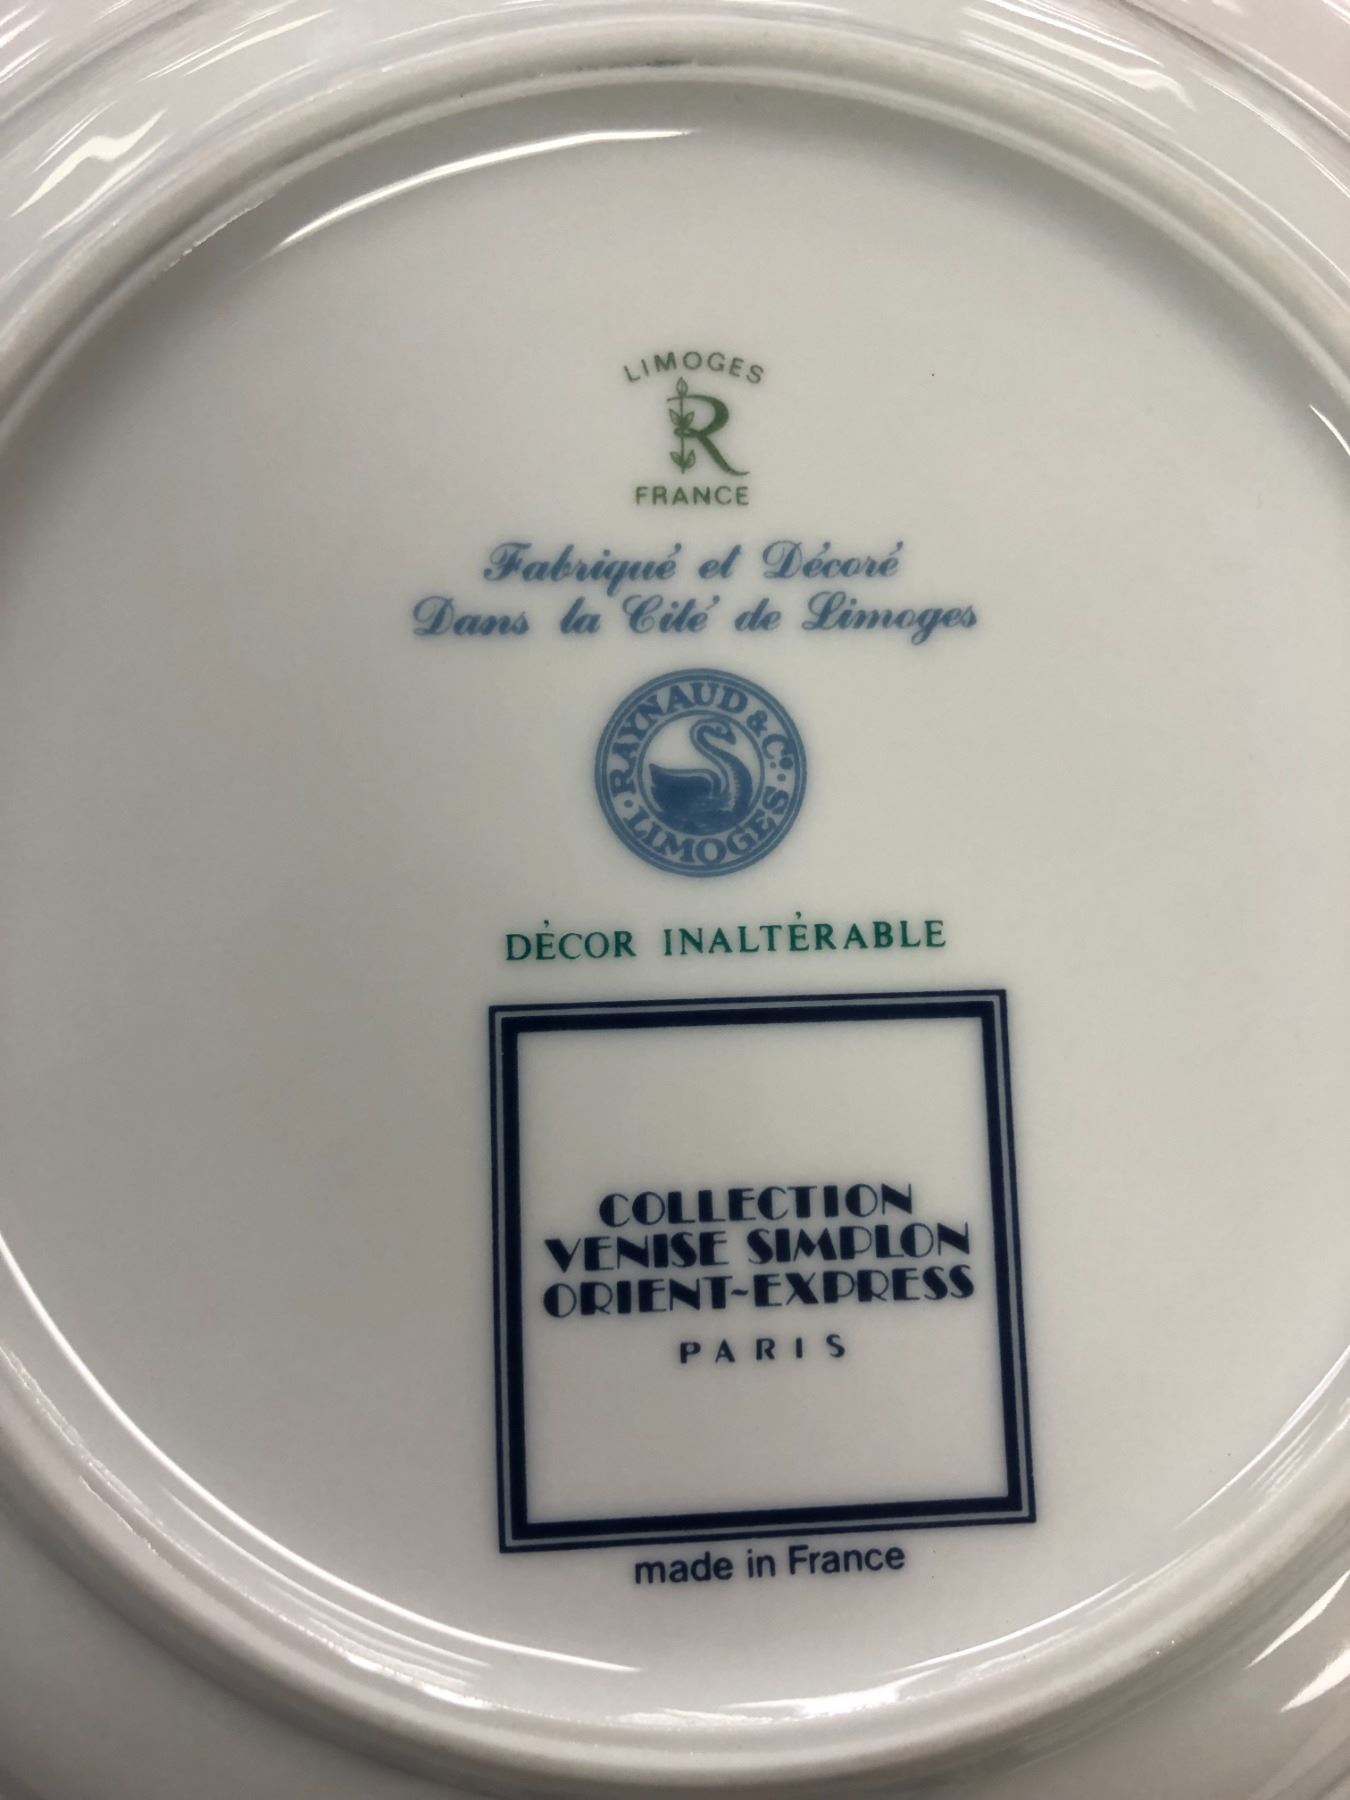 LIMOGES
R
FRANCE
Fabriqué et Décoré
Dans la Cité de Limoges
RAYNAUD & Co.
LIMOGES
DÉCOR INALTÉRABLE
COLLECTION
VENISE SIMPLON
ORIENT-EXPRESS
PARIS
made in France